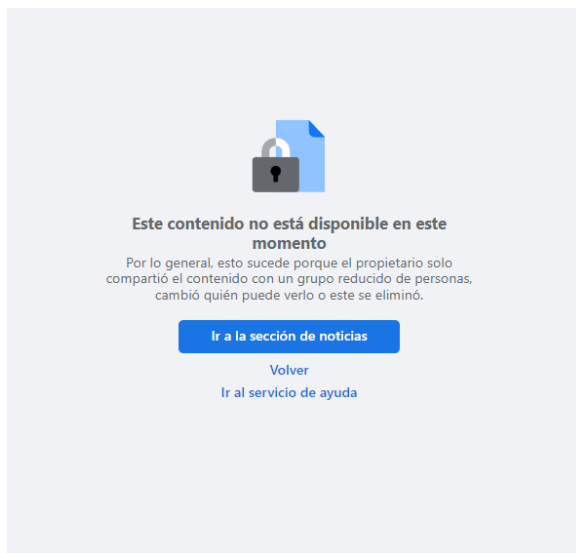 Este contenido no está disponible en este
momento
Por lo general, esto sucede porque el propietario solo
compartió el contenido con un grupo reducido de personas,
cambió quién puede verlo o este se eliminó.
Ir a la sección de noticias
Volver
Ir al servicio de ayuda